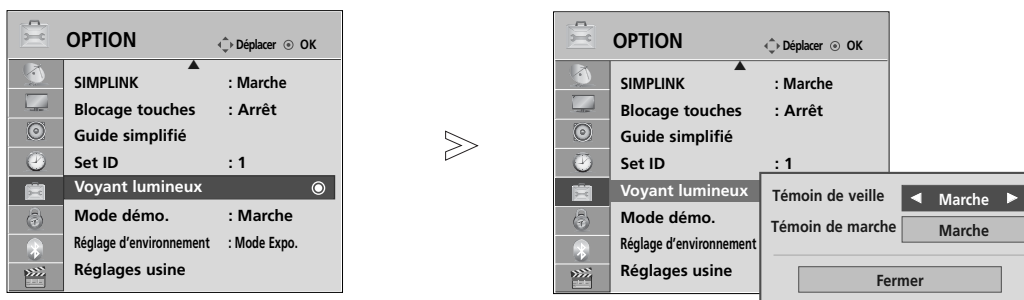 OPTION
Déplacer OK
SIMPLINK : Marche
Blocage touches : Arrêt
Guide simplifié
Set ID : 1
Voyant lumineux
Mode démo. : Marche
Réglage d'environnement : Mode Expo.
Réglages usine
OPTION
Déplacer OK
SIMPLINK : Marche
Blocage touches : Arrêt
Guide simplifié
Set ID : 1
Voyant lumineux
Mode démo.
Réglage d'environnement
Réglages usine
Témoin de veille Marche
Témoin de marche Marche
Fermer